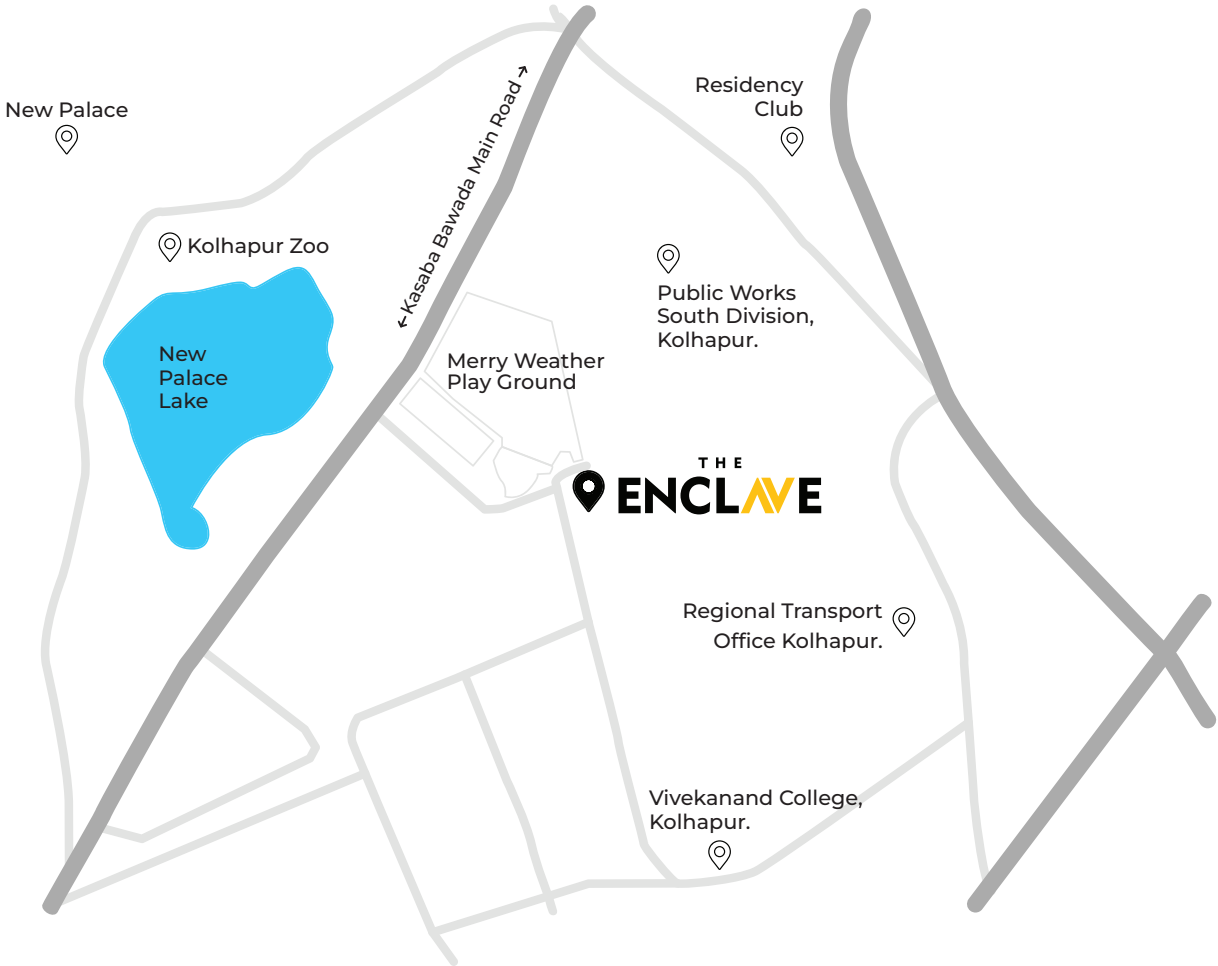 Residency
Club
New Palace
←Kasaba Bawada Main Road→
Kolhapur Zoo
Public Works
South Division,
Kolhapur.
New
Palace
Lake
Merry Weather
Play Ground
THE
ENCLAVE
Regional Transport
Office Kolhapur.
Vivekanand College,
Kolhapur.